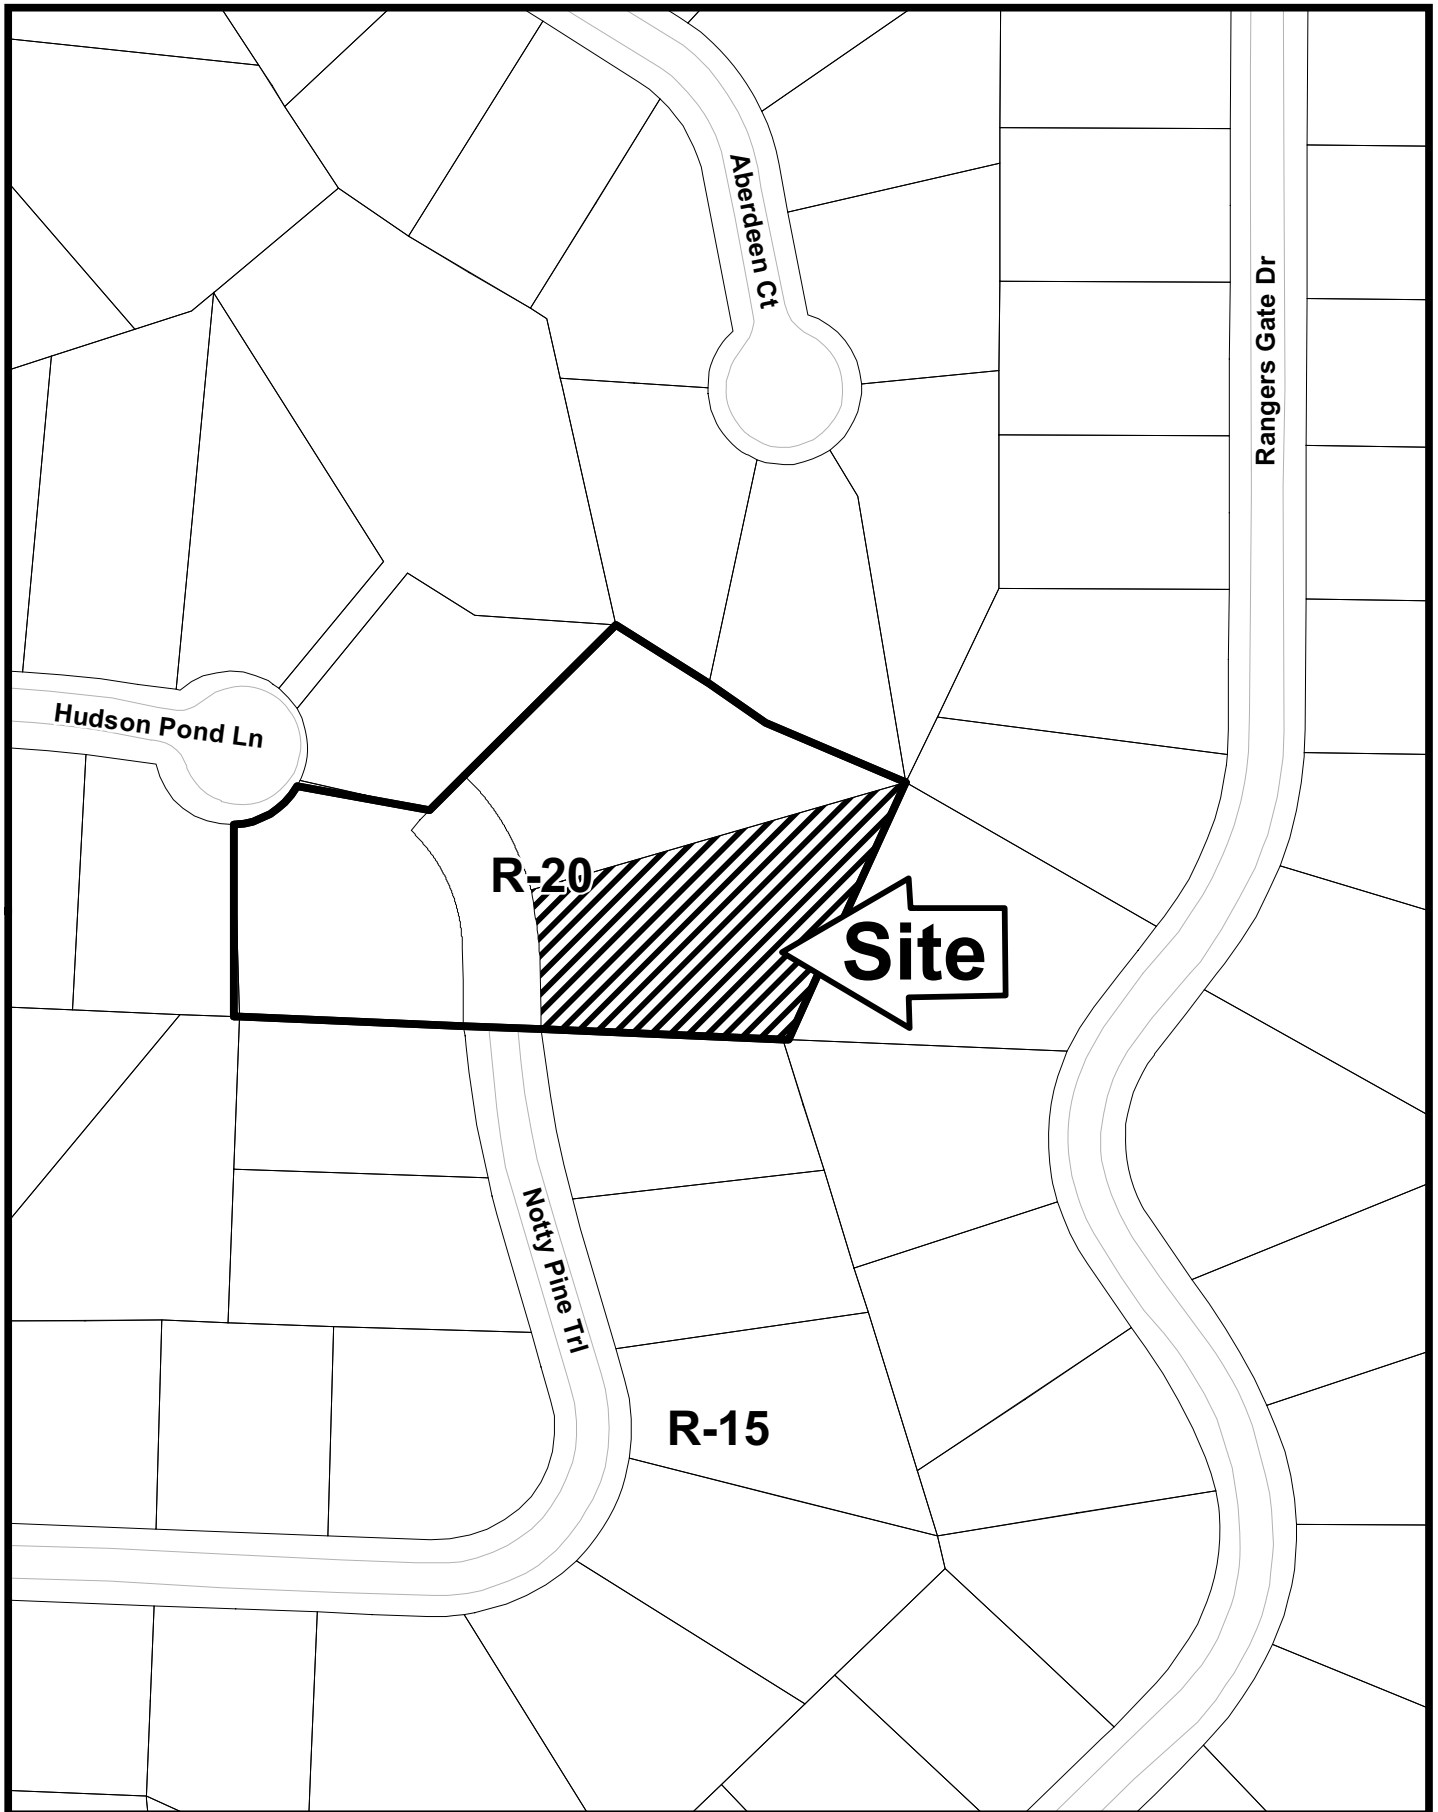 Aberdeen Ct
Rangers Gate Dr
Hudson Pond Ln
R-20
Site
Notty Pine Trl
R-15